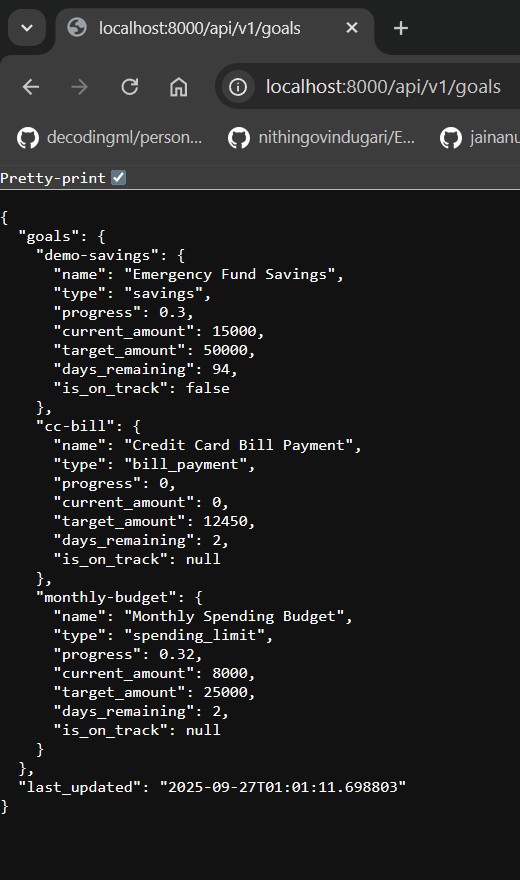 localhost:8000/api/v1/goals
localhost:8000/api/v1/goals
decodingml/person... nithingovindugari/E... jainanu
Pretty-print
{
  "goals": {
    "demo-savings": {
      "name": "Emergency Fund Savings",
      "type": "savings",
      "progress": 0.3,
      "current_amount": 15000,
      "target_amount": 50000,
      "days_remaining": 94,
      "is_on_track": false
    },
    "cc-bill": {
      "name": "Credit Card Bill Payment",
      "type": "bill_payment",
      "progress": 0,
      "current_amount": 0,
      "target_amount": 12450,
      "days_remaining": 2,
      "is_on_track": null
    },
    "monthly-budget": {
      "name": "Monthly Spending Budget",
      "type": "spending_limit",
      "progress": 0.32,
      "current_amount": 8000,
      "target_amount": 25000,
      "days_remaining": 2,
      "is_on_track": null
    }
  },
  "last_updated": "2025-09-27T01:01:11.698803"
}